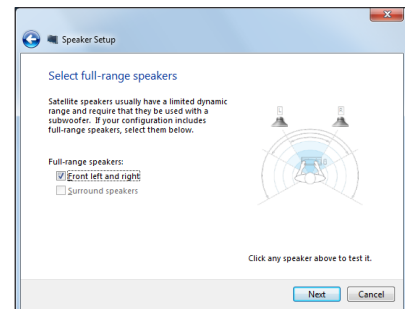 Speaker Setup
Select full-range speakers
Satellite speakers usually have a limited dynamic
range and require that they be used with a
subwoofer. If your configuration includes
full-range speakers, select them below.
Full-range speakers:
Front left and right
Surround speakers
L
R
Click any speaker above to test it.
Next
Cancel